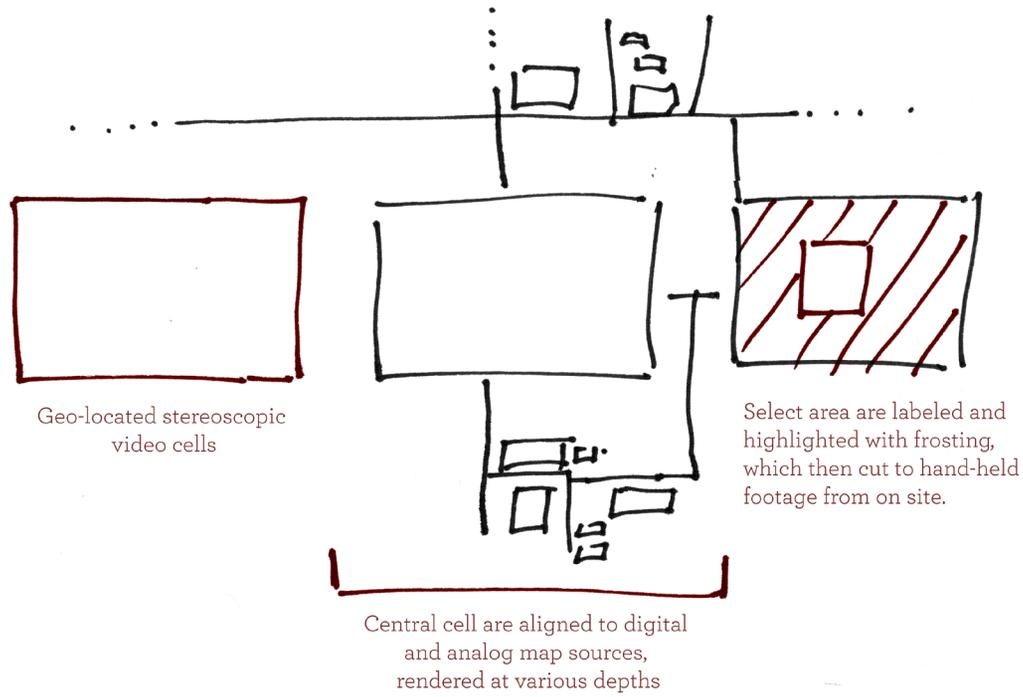 Geo-located stereoscopic
video cells
Select area are labeled and
highlighted with frosting,
which then cut to hand-held
footage from on site.
Central cell are aligned to digital
and analog map sources,
rendered at various depths